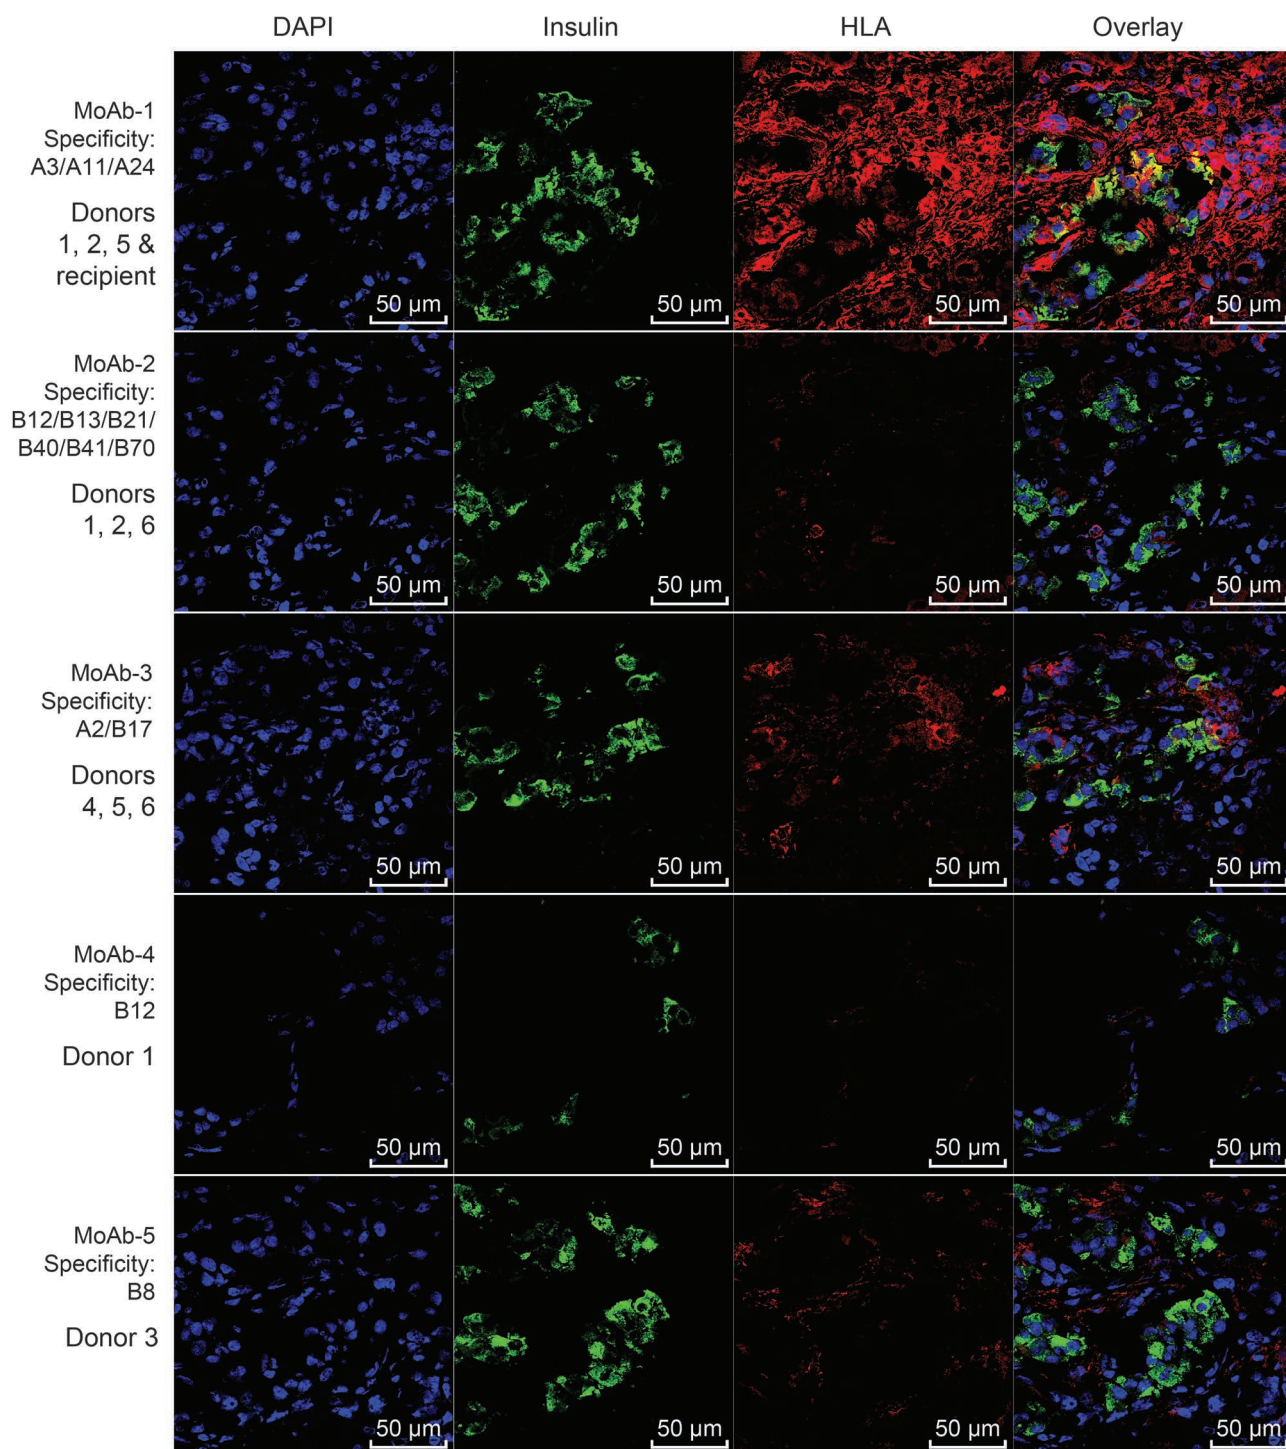 DAPI Insulin HLA Overlay
MoAb-1
Specificity:
A3/A11/A24
Donors
1, 2, 5 &
recipient
50 µm 50 µm 50 µm 50 µm
MoAb-2
Specificity:
B12/B13/B21/
B40/B41/B70
Donors
1, 2, 6
50 µm 50 µm 50 µm 50 µm
MoAb-3
Specificity:
A2/B17
Donors
4, 5, 6
50 µm 50 µm 50 µm 50 µm
MoAb-4
Specificity:
B12
Donor 1
50 µm 50 µm 50 µm 50 µm
MoAb-5
Specificity:
B8
Donor 3
50 µm 50 µm 50 µm 50 µm